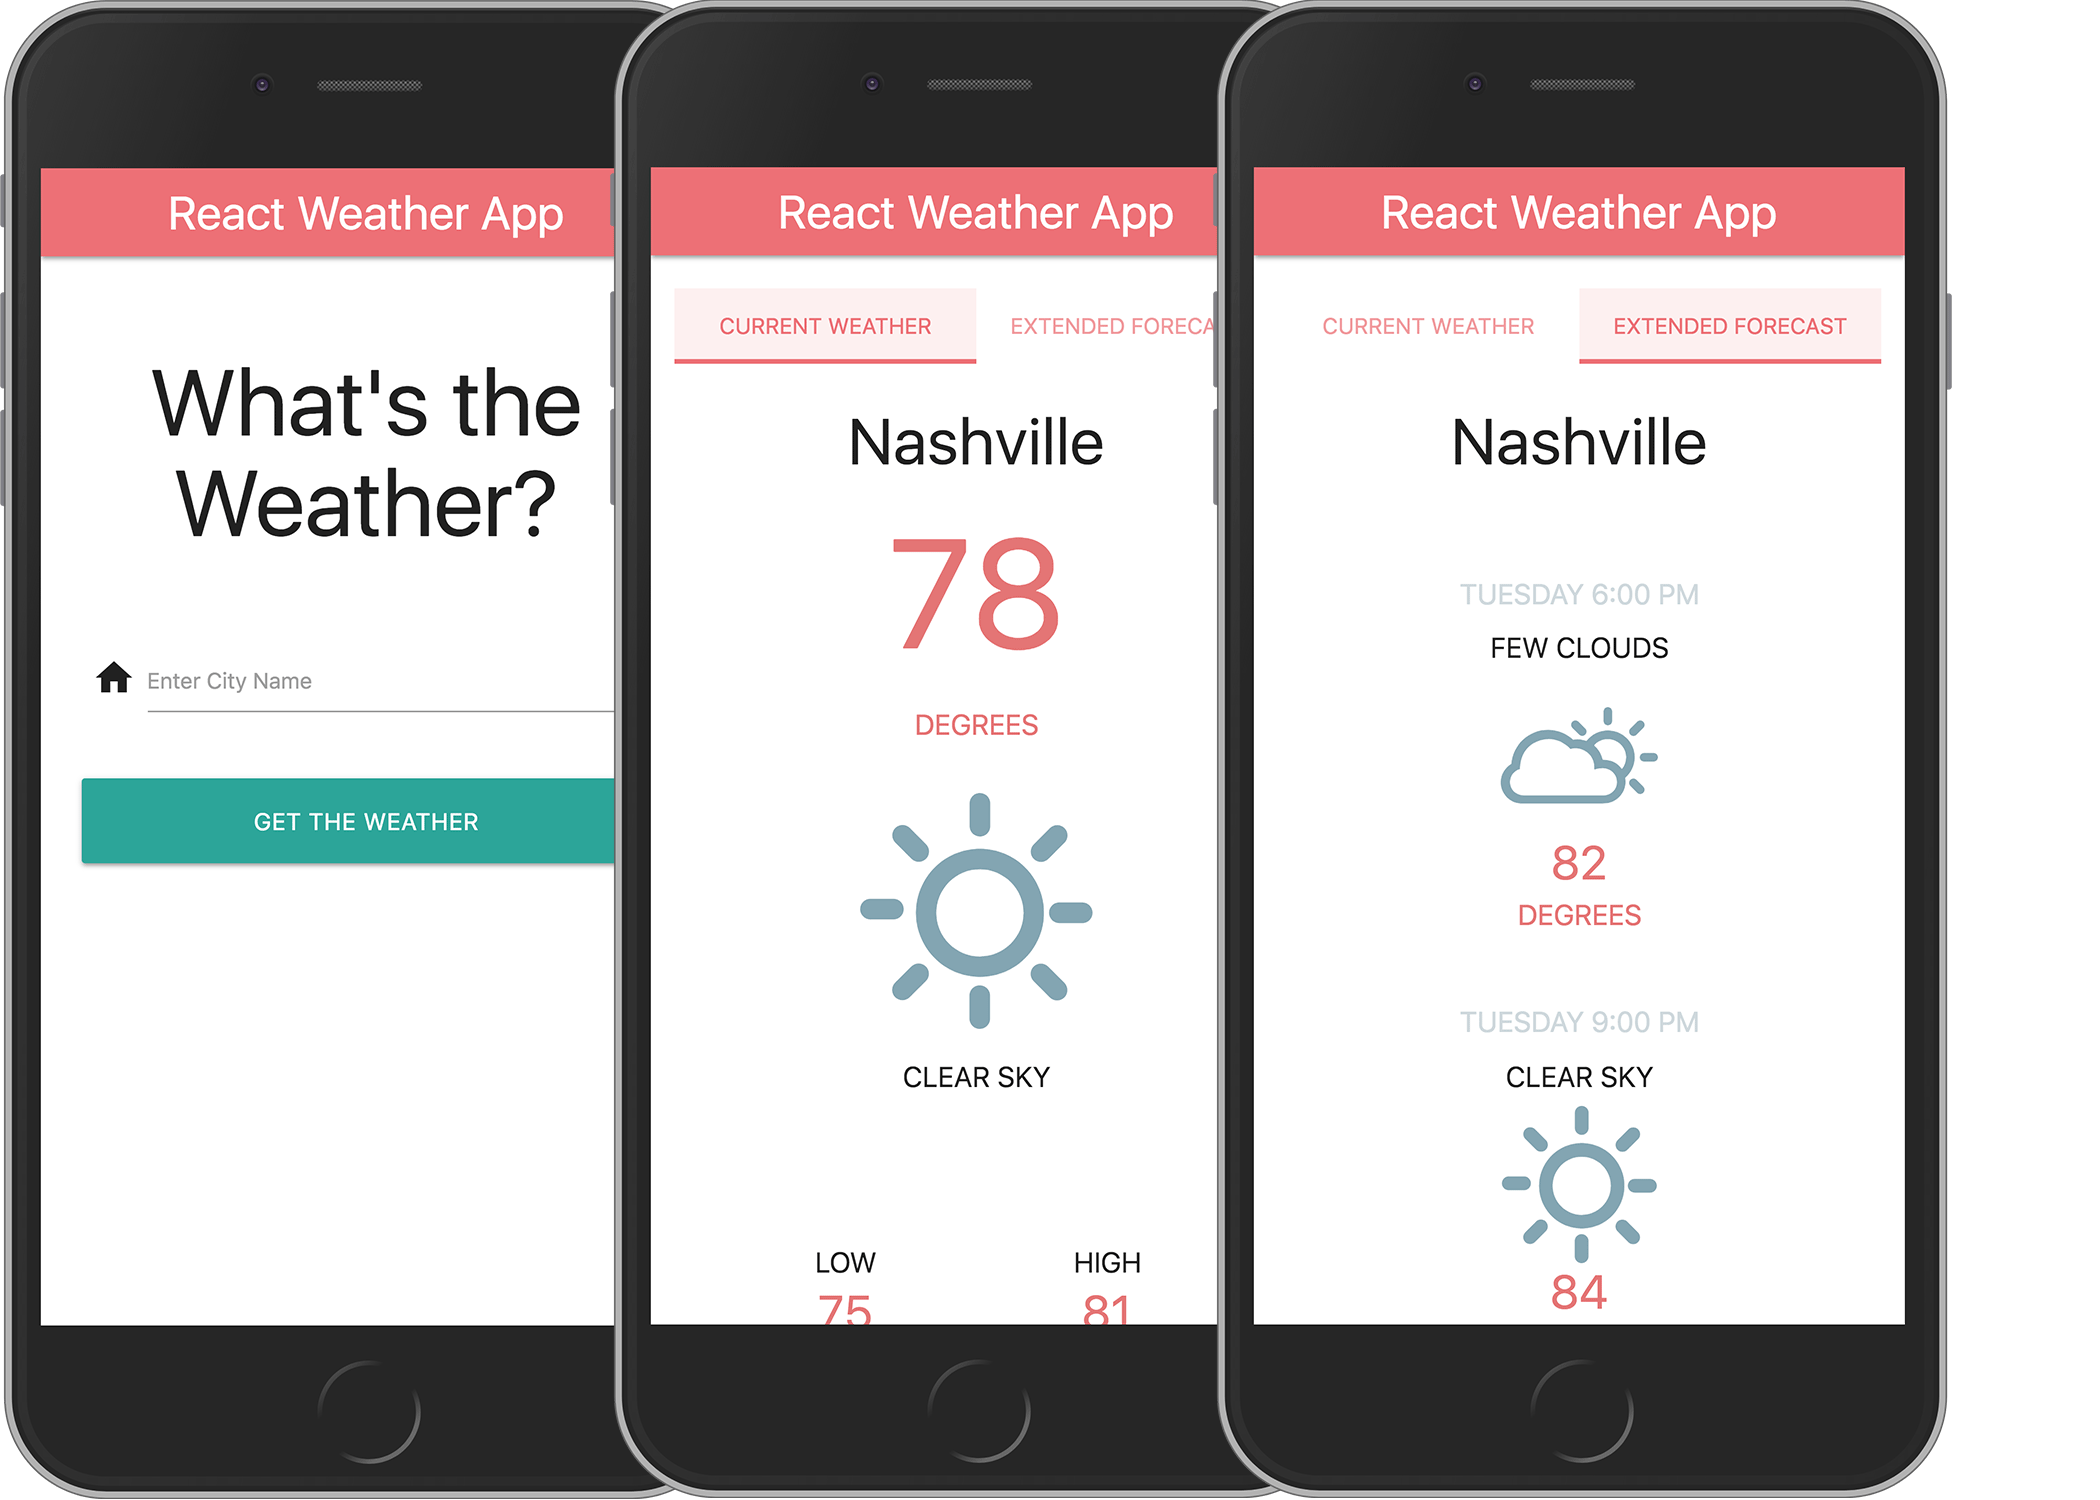 React Weather App
What's the
Weather?
Enter City Name
GET THE WEATHER
React Weather App
CURRENT WEATHER
EXTENDED FORECA
Nashville
78
DEGREES
CLEAR SKY
LOW
HIGH
75
81
React Weather App
CURRENT WEATHER
EXTENDED FORECAST
Nashville
TUESDAY 6:00 PM
FEW CLOUDS
82
DEGREES
TUESDAY 9:00 PM
CLEAR SKY
84